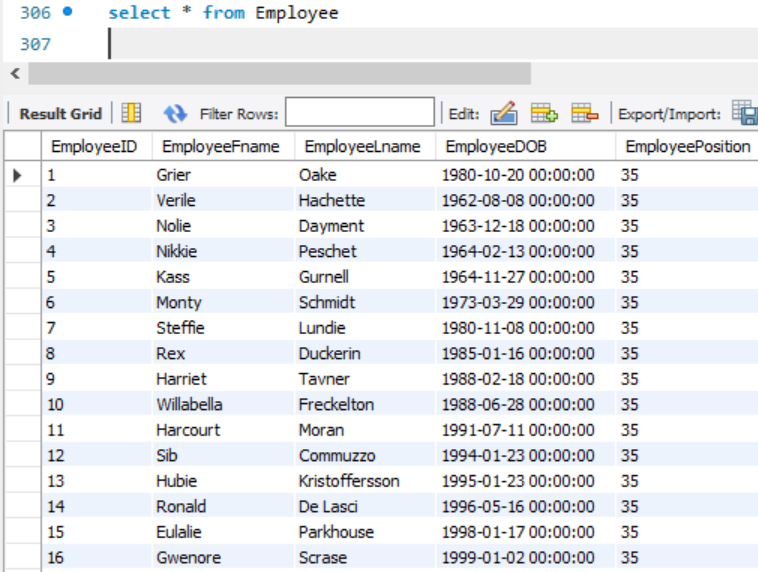 306 select * from Employee
307
Result Grid Filter Rows: Edit: Export/Import:
EmployeeID EmployeeFname EmployeeLname EmployeeDOB EmployeePosition
1 Grier Oake 1980-10-20 00:00:00 35
2 Verile Hachette 1962-08-08 00:00:00 35
3 Nolie Dayment 1963-12-18 00:00:00 35
4 Nikkie Peschet 1964-02-13 00:00:00 35
5 Kass Gurnell 1964-11-27 00:00:00 35
6 Monty Schmidt 1973-03-29 00:00:00 35
7 Steffie Lundie 1980-11-08 00:00:00 35
8 Rex Duckerin 1985-01-16 00:00:00 35
9 Harriet Tavner 1988-02-18 00:00:00 35
10 Willabella Freckelton 1988-06-28 00:00:00 35
11 Harcourt Moran 1991-07-11 00:00:00 35
12 Sib Commuzzo 1994-01-23 00:00:00 35
13 Hubie Kristoffersson 1995-01-23 00:00:00 35
14 Ronald De Lasci 1996-05-16 00:00:00 35
15 Eulalie Parkhouse 1998-01-17 00:00:00 35
16 Gwenore Scrase 1999-01-02 00:00:00 35